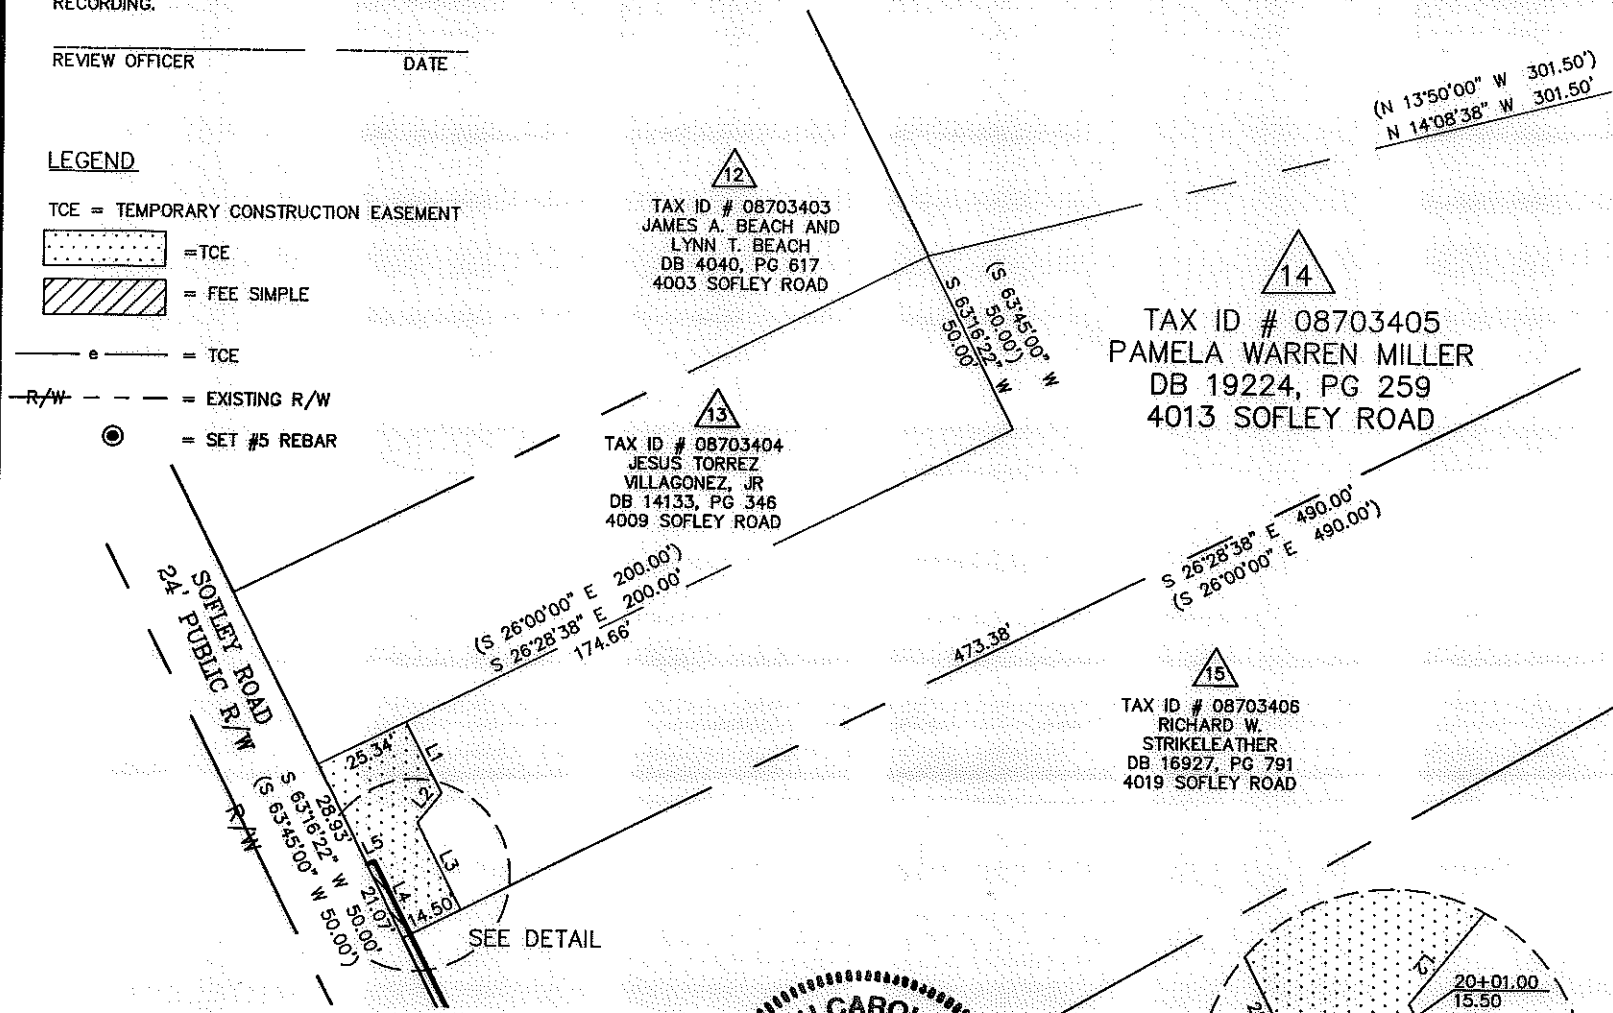 RECORDING.
REVIEW OFFICER
DATE
LEGEND
TCE = TEMPORARY CONSTRUCTION EASEMENT
=TCE
= FEE SIMPLE
e = TCE
R/W = EXISTING R/W
= SET #5 REBAR
12
TAX ID # 08703403
JAMES A. BEACH AND
LYNN T. BEACH
DB 4040, PG 617
4003 SOFLEY ROAD
(N 13°50'00" W 301.50')
N 14°08'38" W 301.50'
(S 63°45'00" W
50.00')
S 63°16'22" W
50.00'
14
TAX ID # 08703405
PAMELA WARREN MILLER
DB 19224, PG 259
4013 SOFLEY ROAD
13
TAX ID # 08703404
JESUS TORREZ
VILLAGONEZ, JR
DB 14133, PG 346
4009 SOFLEY ROAD
S 26°28'38" E 490.00'
(S 26°00'00" E 490.00')
(S 26°00'00" E 200.00')
S 26°28'38" E 200.00'
174.66'
473.38'
SOFLEY ROAD
24' PUBLIC R/W
15
TAX ID # 08703406
RICHARD W.
STRIKELEATHER
DB 16927, PG 791
4019 SOFLEY ROAD
25.34'
L1
L2
L3
L4
L5
14.50'
28.93'
21.07'
S 63°16'22" W 50.00'
(S 63°45'00" W 50.00')
R/W
SEE DETAIL
CARO
L2
20+01.00
15.50